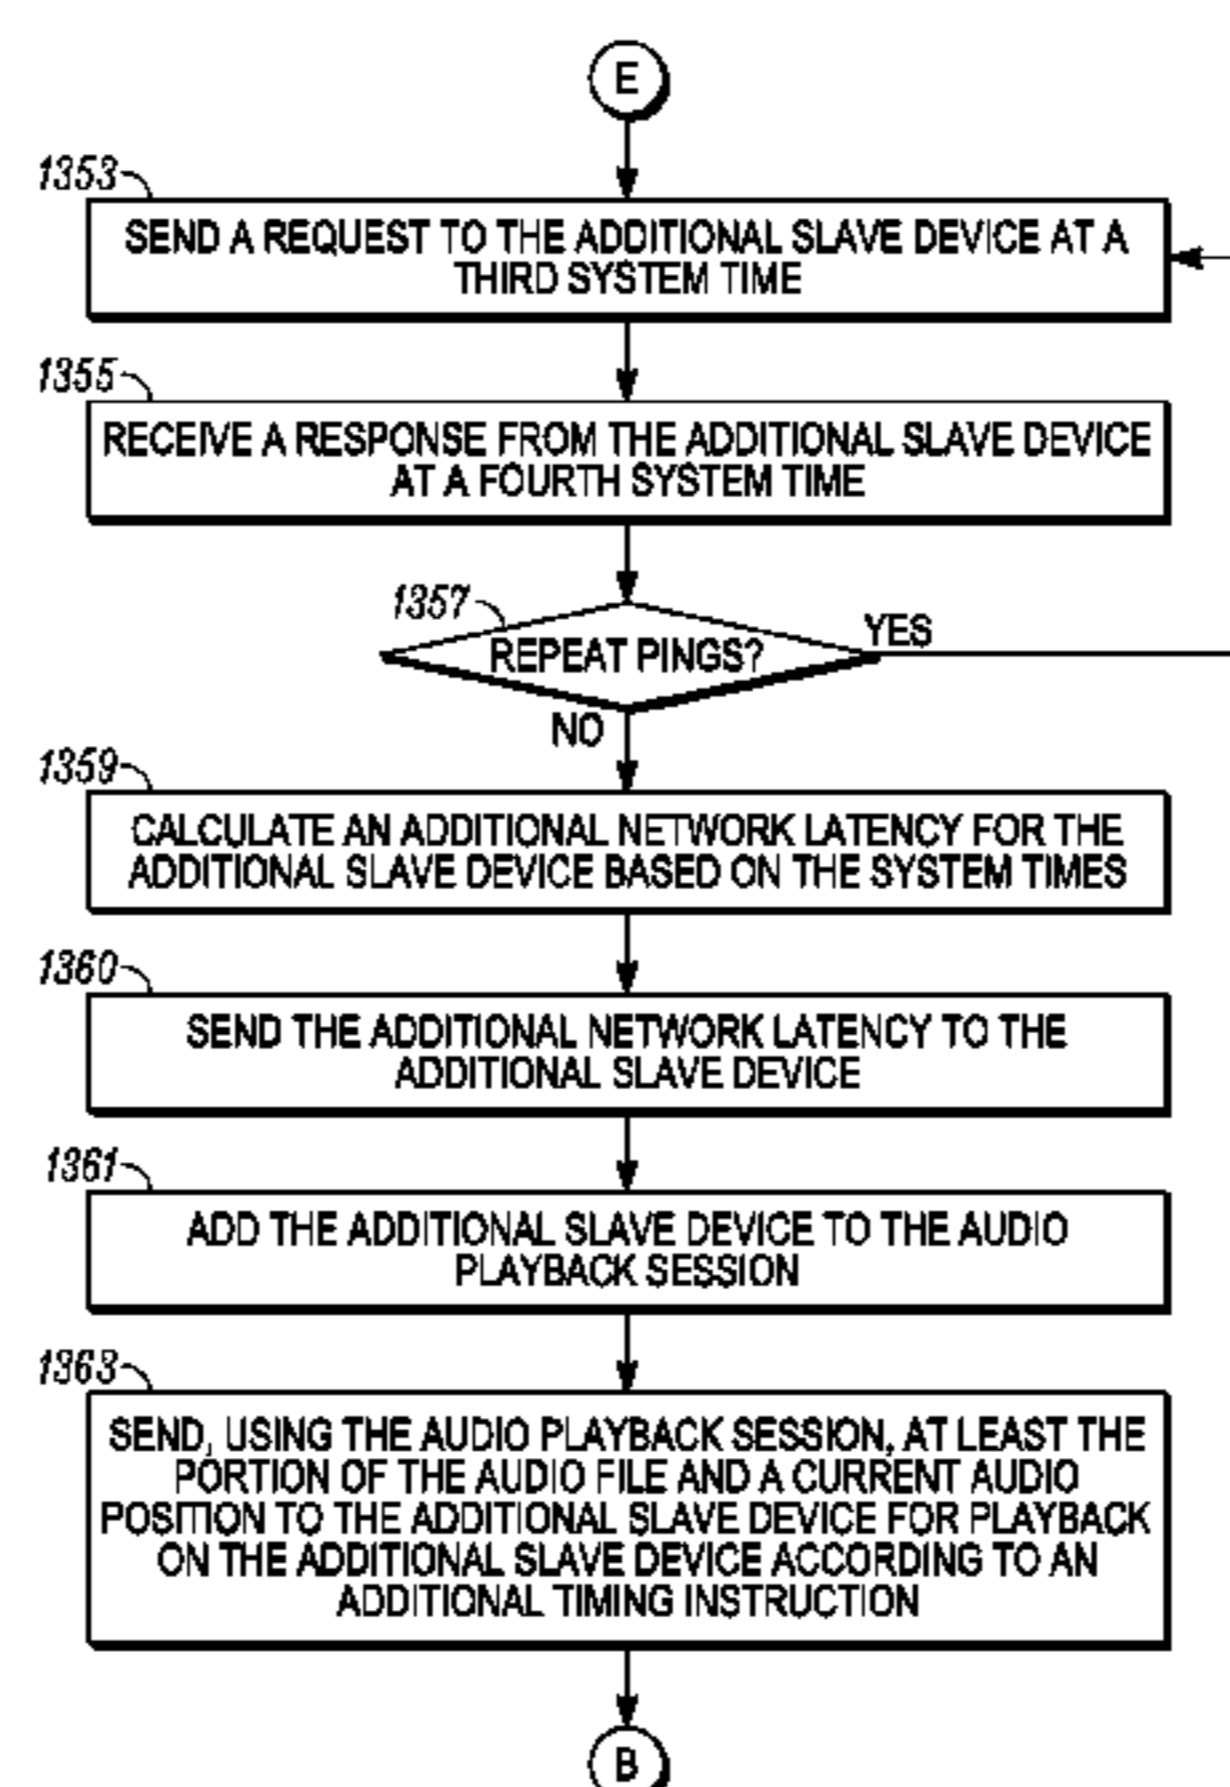 E
1353
SEND A REQUEST TO THE ADDITIONAL SLAVE DEVICE AT A
THIRD SYSTEM TIME
1355
RECEIVE A RESPONSE FROM THE ADDITIONAL SLAVE DEVICE
AT A FOURTH SYSTEM TIME
1357
REPEAT PINGS?
YES
NO
1359
CALCULATE AN ADDITIONAL NETWORK LATENCY FOR THE
ADDITIONAL SLAVE DEVICE BASED ON THE SYSTEM TIMES
1360
SEND THE ADDITIONAL NETWORK LATENCY TO THE
ADDITIONAL SLAVE DEVICE
1361
ADD THE ADDITIONAL SLAVE DEVICE TO THE AUDIO
PLAYBACK SESSION
1363
SEND, USING THE AUDIO PLAYBACK SESSION, AT LEAST THE
PORTION OF THE AUDIO FILE AND A CURRENT AUDIO
POSITION TO THE ADDITIONAL SLAVE DEVICE FOR PLAYBACK
ON THE ADDITIONAL SLAVE DEVICE ACCORDING TO AN
ADDITIONAL TIMING INSTRUCTION
B